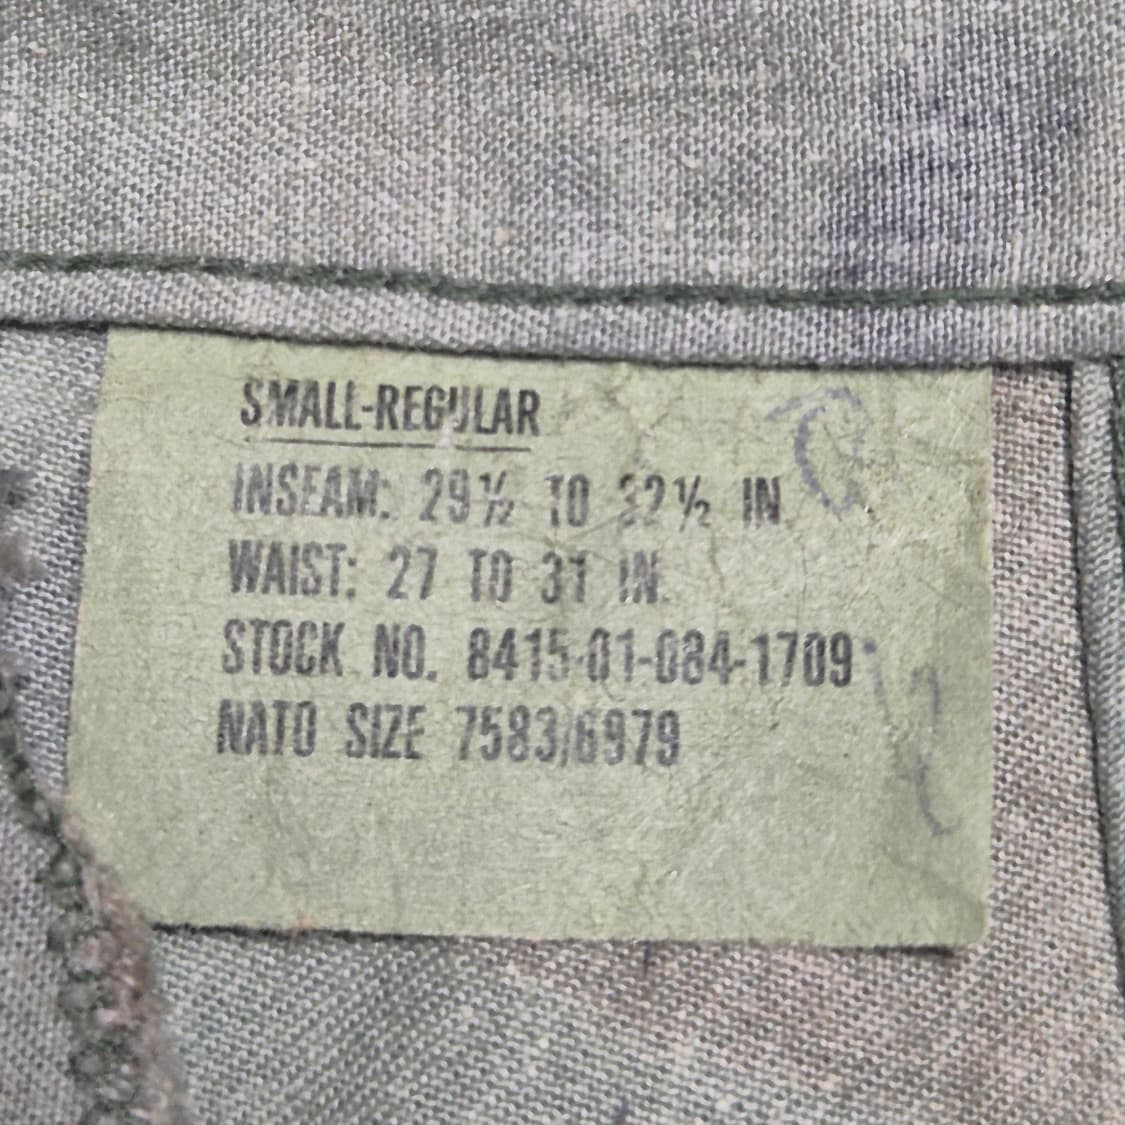 SMALL-REGULAR
INSEAM: 29½ TO 32½ IN
WAIST: 27 TO 31 IN.
STOCK NO. 8415-01-084-1709
NATO SIZE 7583/6979